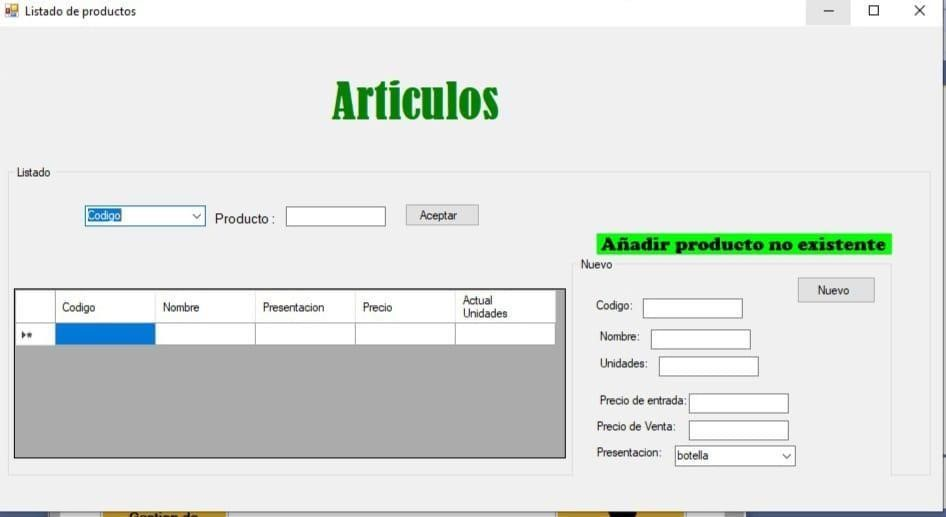 Listado de productos
Articulos
Listado
Codigo
Producto :
Aceptar
Añadir producto no existente
Nuevo
Nuevo
Codigo:
Nombre:
Unidades:
Precio de entrada:
Precio de Venta:
Presentacion:
botella
Codigo
Nombre
Presentacion
Precio
Actual
Unidades